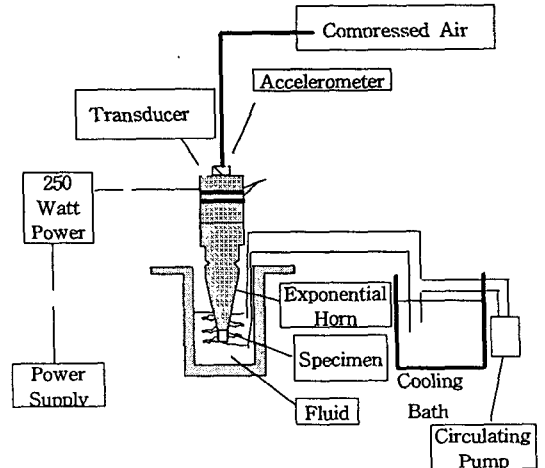 Compressed Air
Accelerometer
Transducer
250
Watt
Power
Exponential
Horn
Specimen
Power
Supply
Fluid
Cooling
Bath
Circulating
Pump